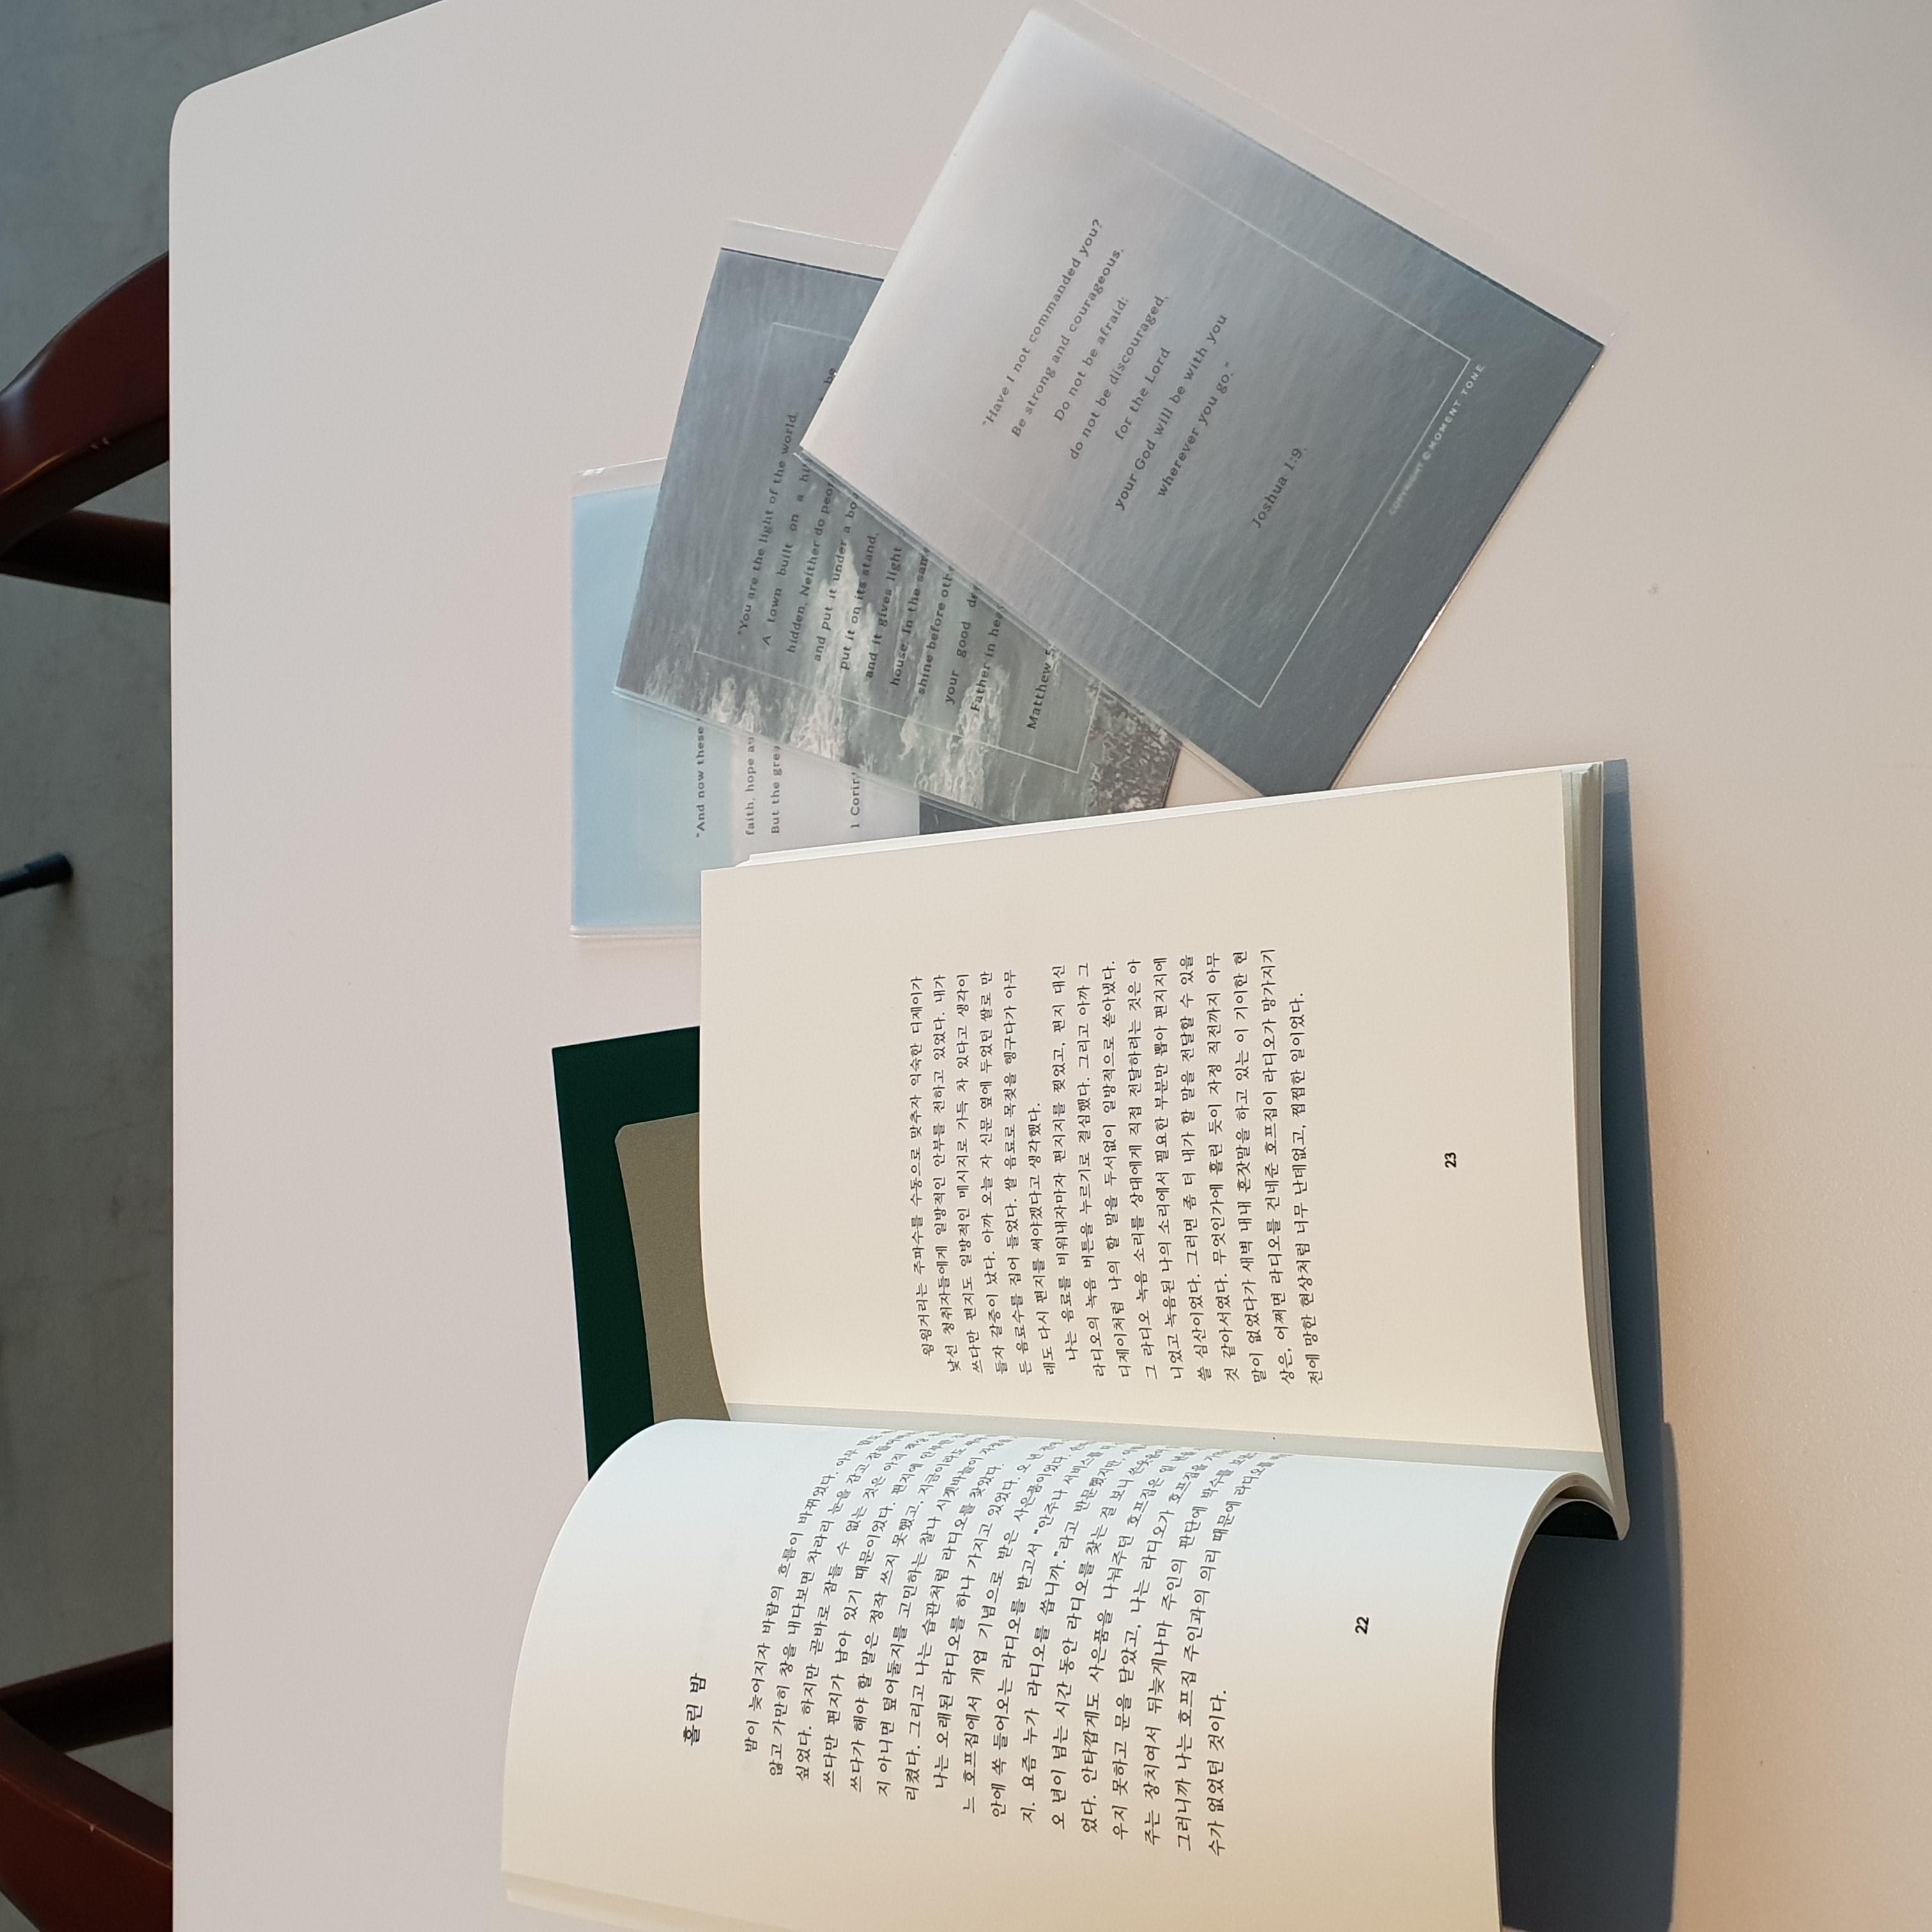 홀린 밤
밤이 늦어지자 바람의 흐름이 바뀌었다. 아무
않고 가만히 창을 내다보면 차라리 눈을 감고
싶었다. 하지만 곧바로 잠들 수 없는 것은 아직 책상
쓰다만 편지가 남아 있기 때문이었다. 편지에 안부를
쓰다가 해야 할 말은 정작 쓰지 못했고, 지금이라도
지 아니면 덮어둘지를 고민하는 찰나 시곗바늘이 자정을
리켰다. 그리고 나는 습관처럼 라디오를 찾았다.
나는 오래된 라디오를 하나 가지고 있었다. 오 년 전
느 호프집에서 개업 기념으로 받은 사은품이었다.
안에 쏙 들어오는 라디오를 받고서 "안주나 서비스를
지. 요즘 누가 라디오를 씁니까."라고 반문했지만,
오 년이 넘는 시간 동안 라디오를 찾는 걸 보니
었다. 안타깝게도 사은품을 나눠주던 호프집은 일 년을
우지 못하고 문을 닫았고, 나는 라디오가 호프집을
주는 장치여서 뒤늦게나마 주인의 판단에 박수를
그러니까 나는 호프집 주인과의 의리 때문에 라디오를
수가 없었던 것이다.
22
윙윙거리는 주파수를 수동으로 맞추자 익숙한 디제이가
낯선 청취자들에게 일방적인 안부를 전하고 있었다. 내가
쓰다만 편지도 일방적인 메시지로 가득 차 있다고 생각이
들자 갈증이 났다. 아까 오늘 자 신문 옆에 두었던 쌀로 만
든 음료수를 집어 들었다. 쌀 음료로 목젖을 헹구다가 아무
래도 다시 편지를 써야겠다고 생각했다.
나는 음료를 비워내자마자 편지지를 찢었고, 편지 대신
라디오의 녹음 버튼을 누르기로 결심했다. 그리고 아까 그
디제이처럼 나의 할 말을 두서없이 일방적으로 쏟아냈다.
그 라디오 녹음 소리를 상대에게 직접 전달하려는 것은 아
니었고 녹음된 나의 소리에서 필요한 부분만 뽑아 편지지에
쓸 심산이었다. 그러면 좀 더 내가 할 말을 전달할 수 있을
것 같아서였다. 무엇인가에 홀린 듯이 자정 직전까지 아무
말이 없었다가 새벽 내내 혼잣말을 하고 있는 이 기이한 현
상은, 어쩌면 라디오를 건네준 호프집이 라디오가 망가지기
전에 망한 현상처럼 너무 난데없고, 찝찝한 일이었다.
23
"And now these
faith, hope
But the
1
"You are the light of the world.
A town built on a be
hidden. Neither do
and put it under a
put it on its stand,
and it gives light
house. In the
shine before
your good
Father in
Matthew
"Have I not commanded you?
Be strong and courageous.
Do not be afraid;
do not be discouraged,
for the Lord
your God will be with you
wherever you go."
Joshua 1:9
COPYRIGHT © MOMENT TONE